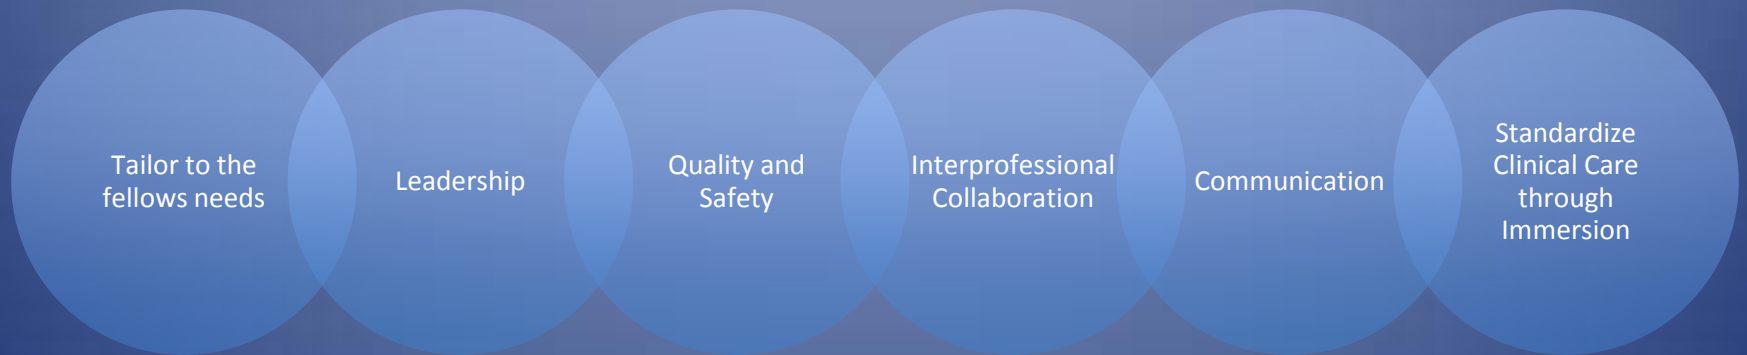 Tailor to the
fellows needs
Leadership
Quality and
Safety
Interprofessional
Collaboration
Communication
Standardize
Clinical Care
through
Immersion